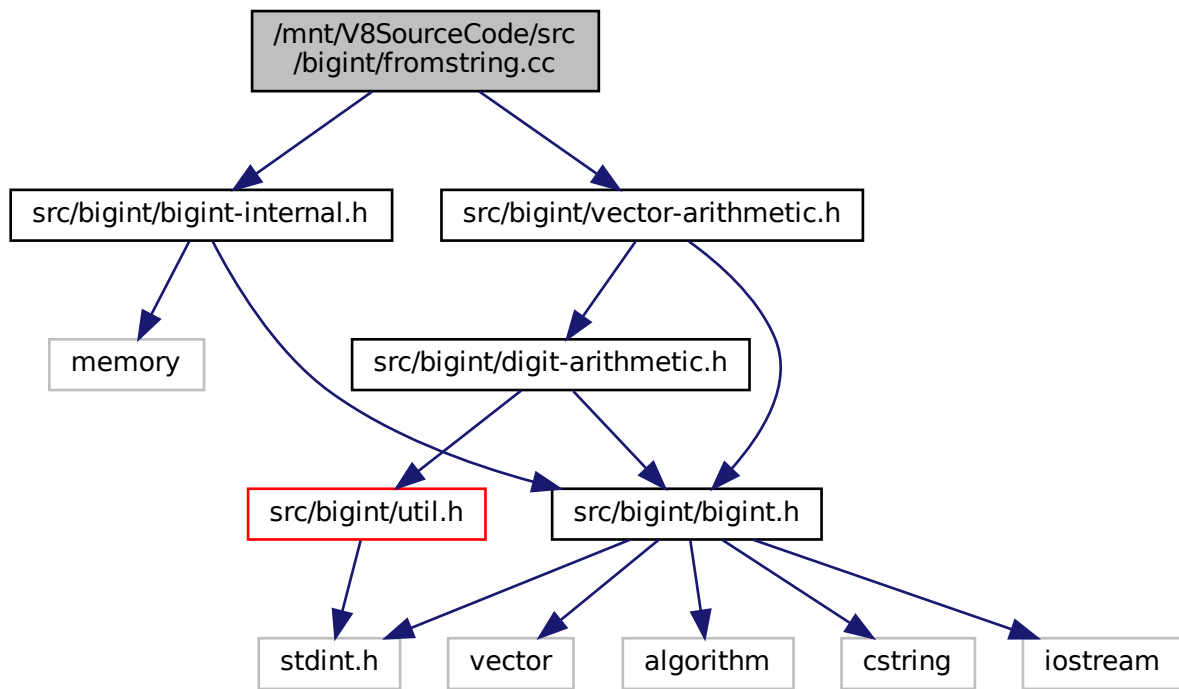 /mnt/V8SourceCode/src
/bigint/fromstring.cc
src/bigint/bigint-internal.h
src/bigint/vector-arithmetic.h
memory
src/bigint/digit-arithmetic.h
src/bigint/util.h
src/bigint/bigint.h
stdint.h
vector
algorithm
cstring
iostream